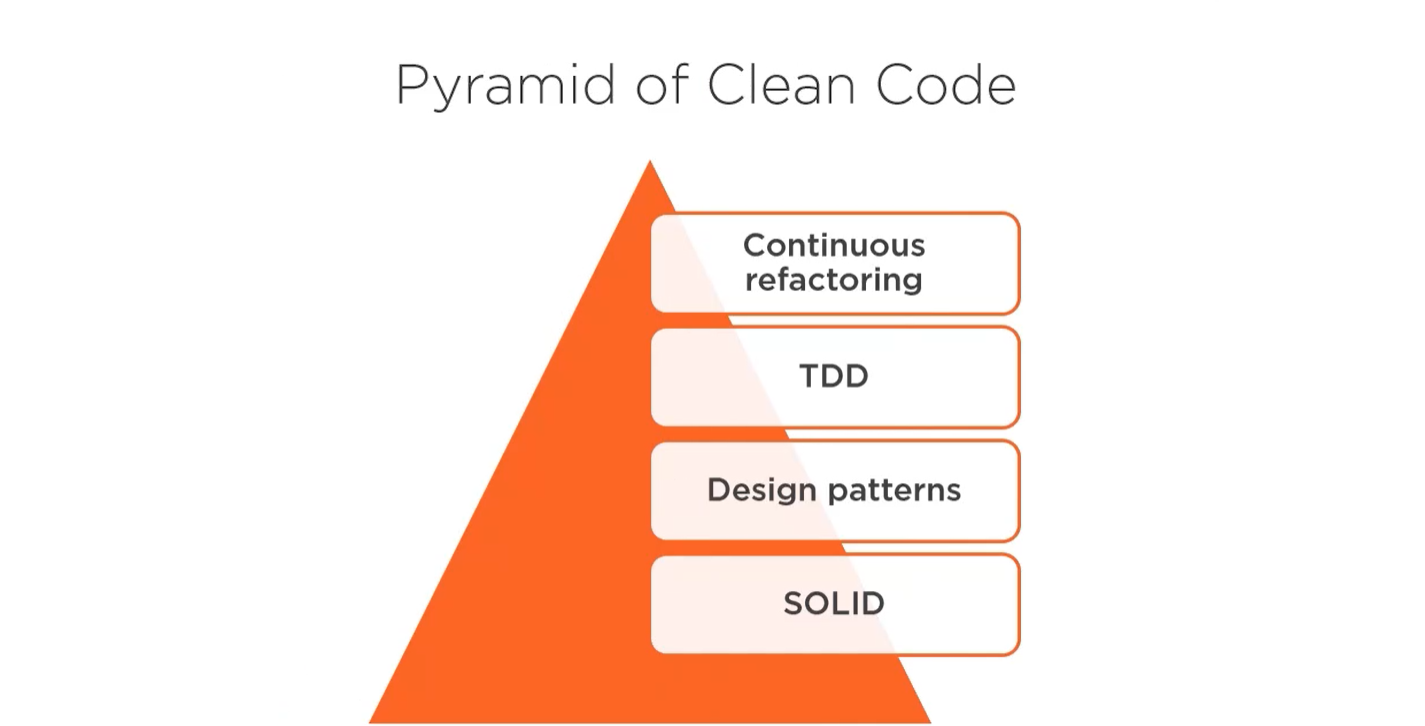 Pyramid of Clean Code
Continuous
refactoring
TDD
Design patterns
SOLID